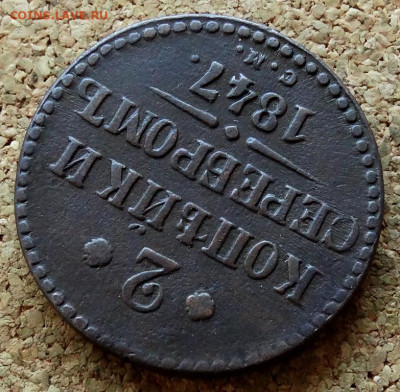 COINS.LAVE.RU
* 2 *
КОПѢЙКИ
СЕРЕБРОМЪ
1847.
С.М.